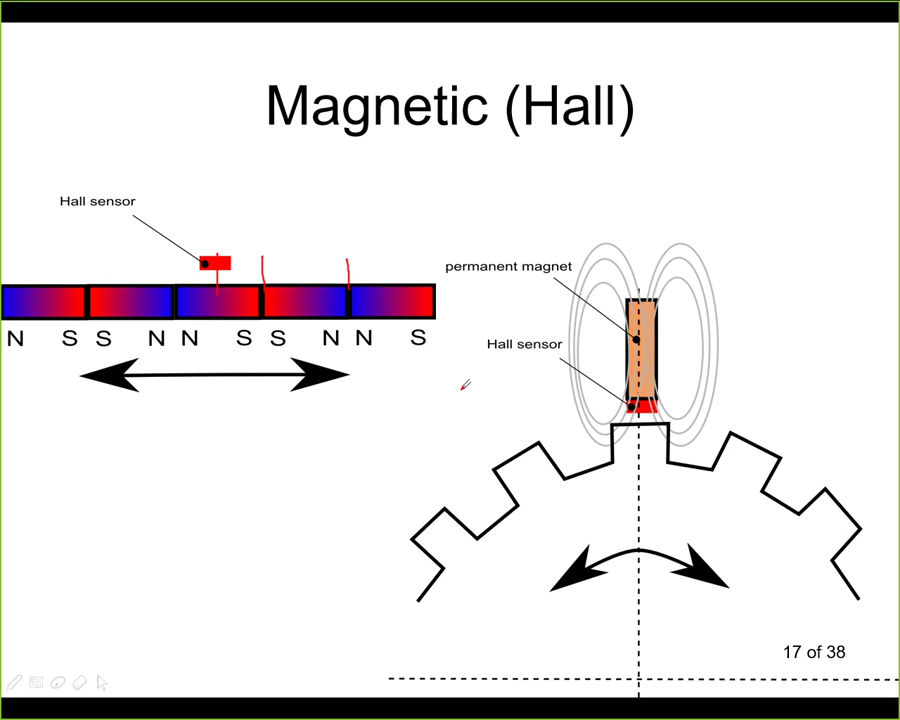 Magnetic (Hall)
Hall sensor
N S S N N S S N N S
permanent magnet
Hall sensor
17 of 38